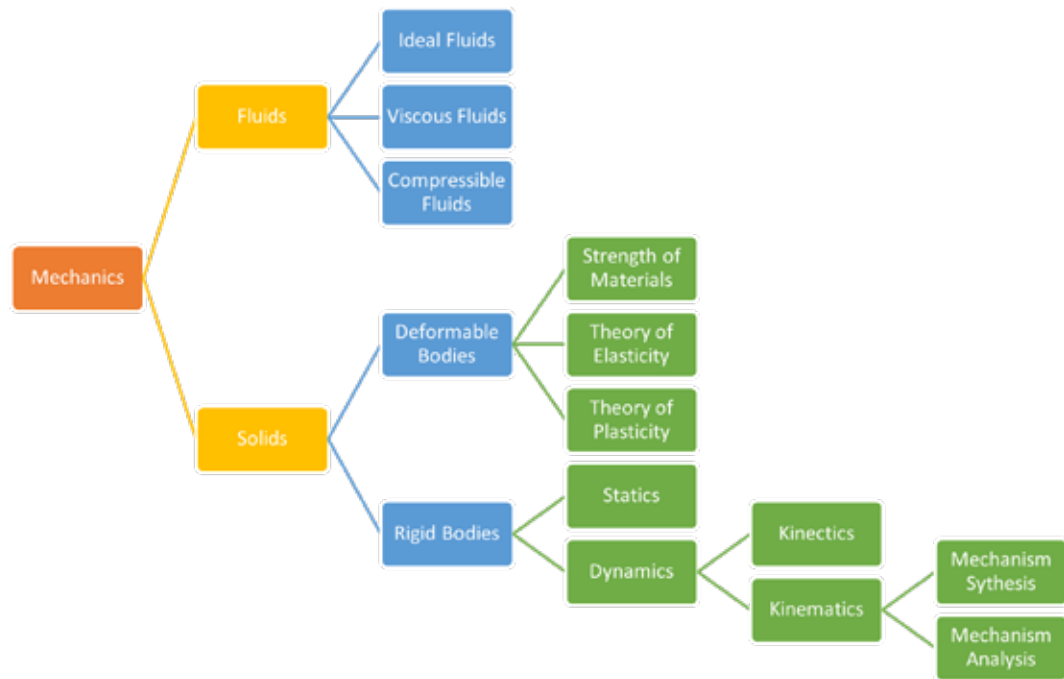 Ideal Fluids
Fluids
Viscous Fluids
Compressible
Fluids
Mechanics
Strength of
Materials
Deformable
Bodies
Theory of
Elasticity
Theory of
Plasticity
Solids
Statics
Rigid Bodies
Dynamics
Kinectics
Kinematics
Mechanism
Sythesis
Mechanism
Analysis